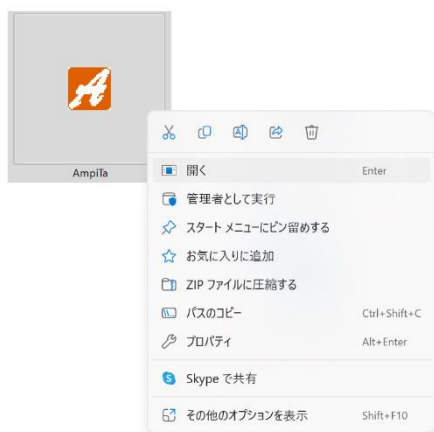 AmpiTa
開く Enter
管理者として実行
スタート メニューにピン留めする
お気に入りに追加
ZIP ファイルに圧縮する
パスのコピー Ctrl+Shift+C
プロパティ Alt+Enter
Skype で共有
その他のオプションを表示 Shift+F10